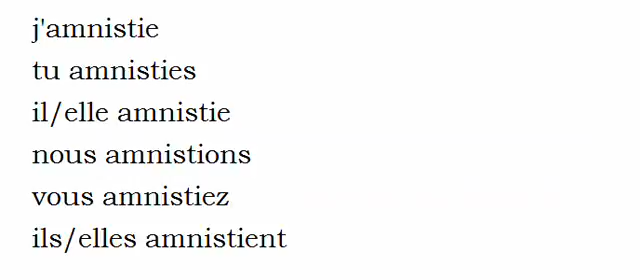 j'amnistie
tu amnisties
il/elle amnistie
nous amnistions
vous amnistiez
ils/elles amnistient